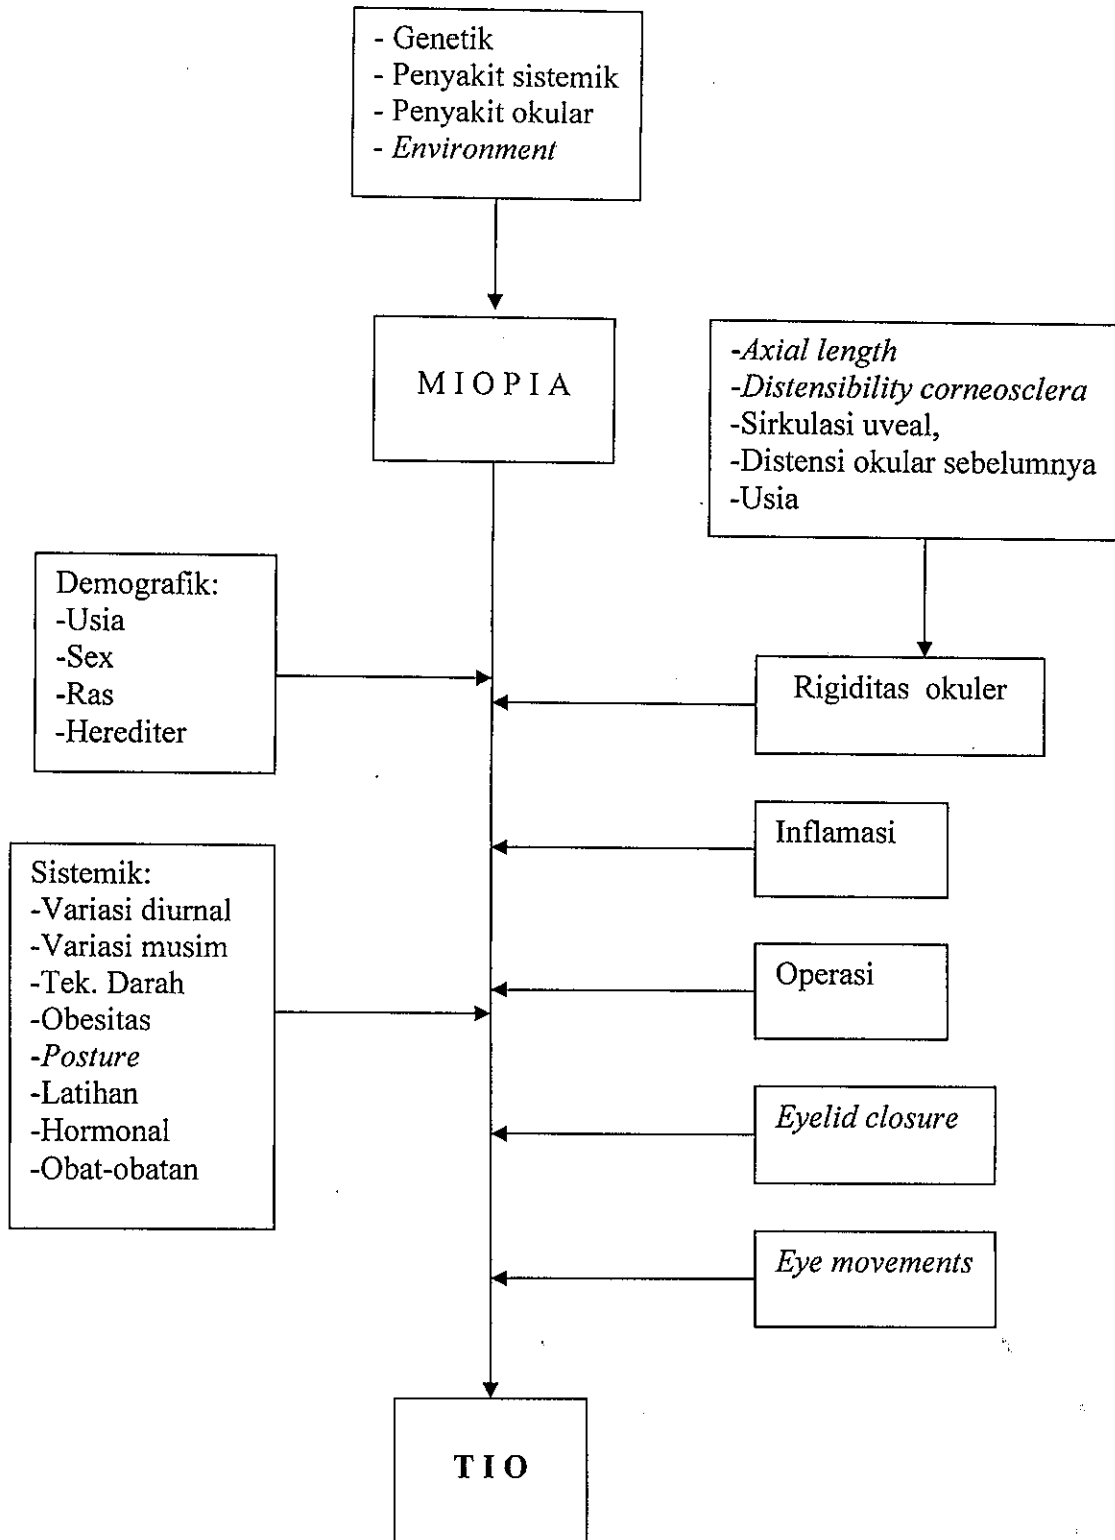 - Genetik
- Penyakit sistemik
- Penyakit okular
- Environment
M I O P I A
-Axial length
-Distensibility corneosclera
-Sirkulasi uveal,
-Distensi okular sebelumnya
-Usia
Demografik:
-Usia
-Sex
-Ras
-Herediter
Rigiditas okuler
Inflamasi
Sistemik:
-Variasi diurnal
-Variasi musim
-Tek. Darah
-Obesitas
-Posture
-Latihan
-Hormonal
-Obat-obatan
Operasi
Eyelid closure
Eye movements
T I O